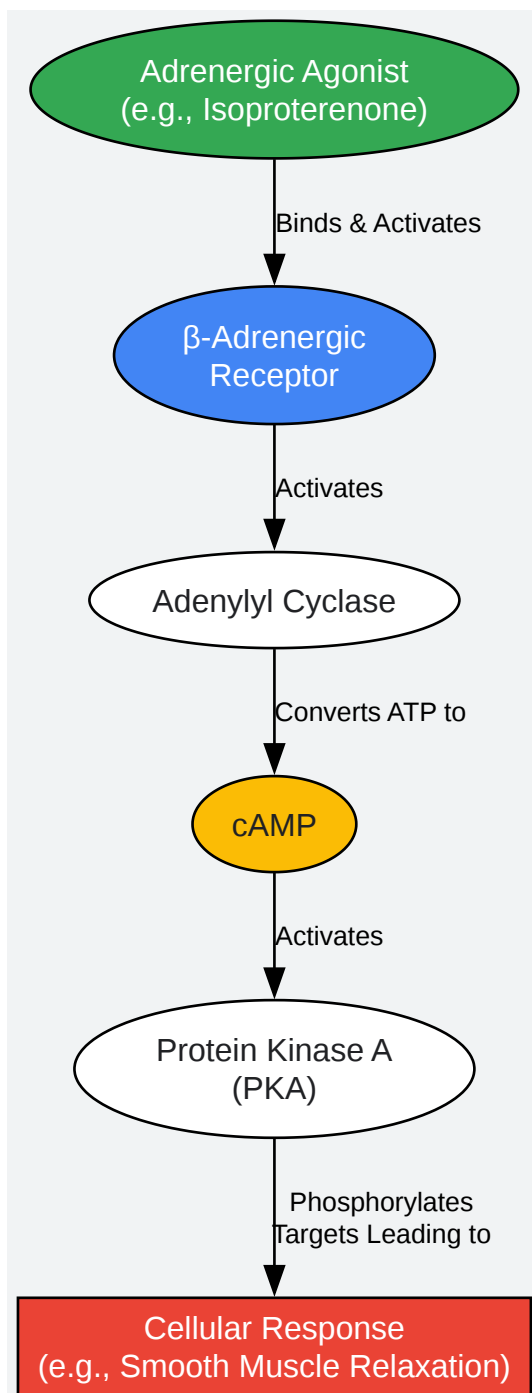 Adrenergic Agonist
(e.g., Isoproterenone)
Binds & Activates
β-Adrenergic
Receptor
Activates
Adenylyl Cyclase
Converts ATP to
cAMP
Activates
Protein Kinase A
(PKA)
Phosphorylates
Targets Leading to
Cellular Response
(e.g., Smooth Muscle Relaxation)